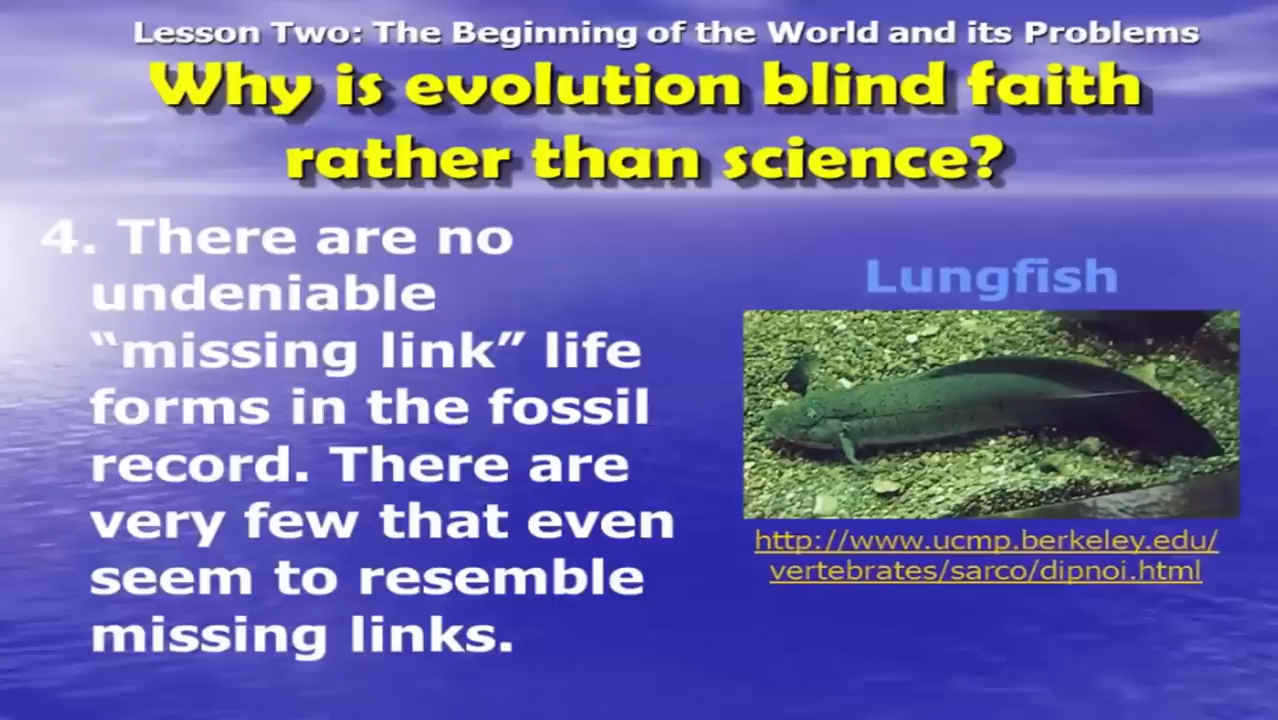 Lesson Two: The Beginning of the World and its Problems
Why is evolution blind faith
rather than science?
4. There are no
undeniable
“missing link” life
forms in the fossil
record. There are
very few that even
seem to resemble
missing links.
Lungfish
http://www.ucmp.berkeley.edu/
vertebrates/sarco/dipnoi.html